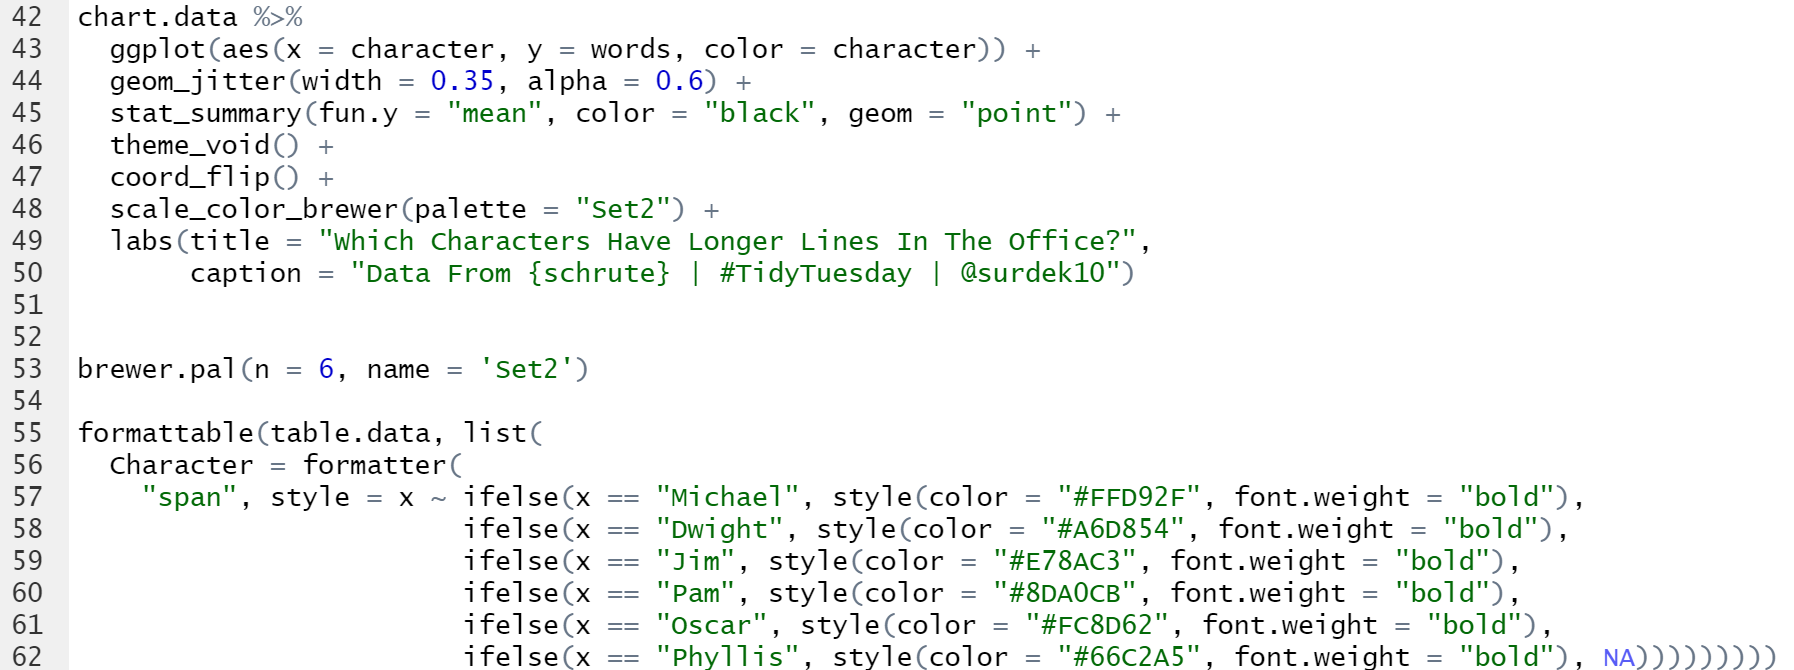 42 chart.data %>%
43   ggplot(aes(x = character, y = words, color = character)) +
44   geom_jitter(width = 0.35, alpha = 0.6) +
45   stat_summary(fun.y = "mean", color = "black", geom = "point") +
46   theme_void() +
47   coord_flip() +
48   scale_color_brewer(palette = "Set2") +
49   labs(title = "Which Characters Have Longer Lines In The Office?",
50        caption = "Data From {schrute} | #TidyTuesday | @surdek10")
51
52
53 brewer.pal(n = 6, name = 'Set2')
54
55 formattable(table.data, list(
56   Character = formatter(
57     "span", style = x ~ ifelse(x == "Michael", style(color = "#FFD92F", font.weight = "bold"),
58                         ifelse(x == "Dwight", style(color = "#A6D854", font.weight = "bold"),
59                         ifelse(x == "Jim", style(color = "#E78AC3", font.weight = "bold"),
60                         ifelse(x == "Pam", style(color = "#8DA0CB", font.weight = "bold"),
61                         ifelse(x == "Oscar", style(color = "#FC8D62", font.weight = "bold"),
62                         ifelse(x == "Phyllis", style(color = "#66C2A5", font.weight = "bold"), NA)))))))))